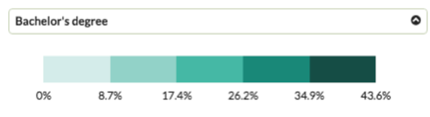 Bachelor's degree
0% 8.7% 17.4% 26.2% 34.9% 43.6%